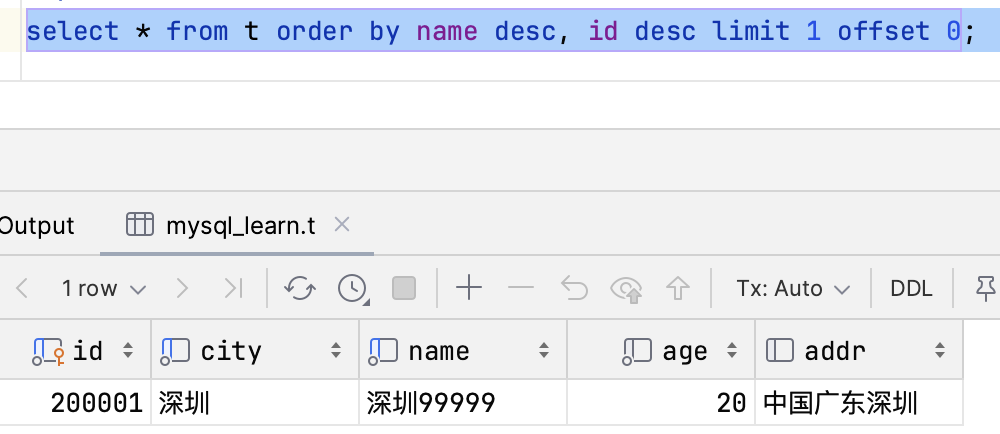 select * from t order by name desc, id desc limit 1 offset 0;
Output mysql_learn.t
1 row Tx: Auto DDL
id city name age addr
200001 深圳 深圳99999 20 中国广东深圳